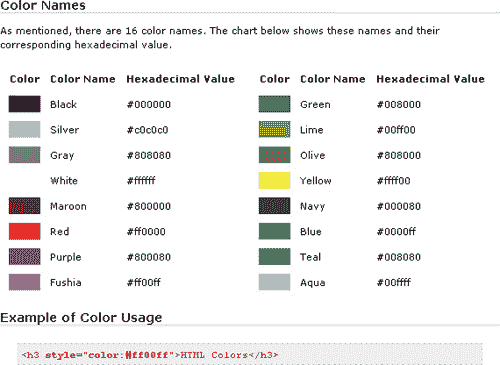 Color Names
As mentioned, there are 16 color names. The chart below shows these names and their
corresponding hexadecimal value.
Color Color Name Hexadecimal Value Color Color Name Hexadecimal Value
Black #000000 Green #008000
Silver #c0c0c0 Lime #00ff00
Gray #808080 Olive #808000
White #ffffff Yellow #ffff00
Maroon #800000 Navy #000080
Red #ff0000 Blue #0000ff
Purple #800080 Teal #008080
Fushia #ff00ff Aqua #00ffff
Example of Color Usage
<h3 style="color:#ff00ff">HTML Colors</h3>